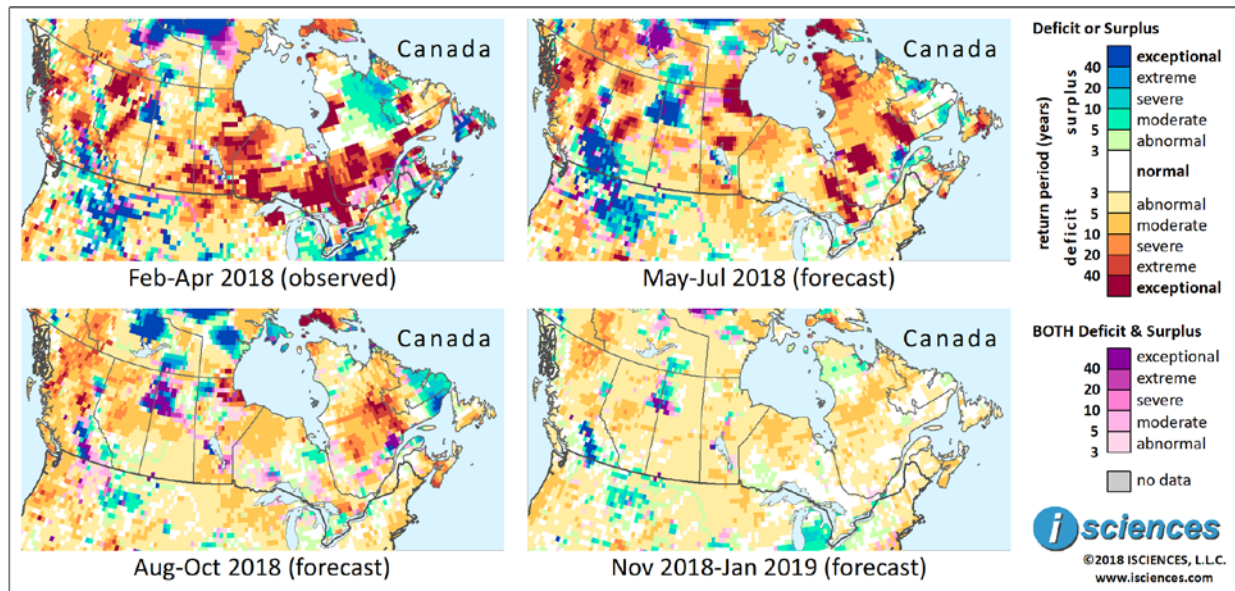 Canada
Feb-Apr 2018 (observed)
Canada
May-Jul 2018 (forecast)
Canada
Aug-Oct 2018 (forecast)
Canada
Nov 2018-Jan 2019 (forecast)
Deficit or Surplus
return period (years)
deficit surplus
exceptional
40
extreme
20
severe
10
moderate
5
abnormal
3
normal
3
abnormal
5
moderate
10
severe
20
extreme
40
exceptional
BOTH Deficit & Surplus
exceptional
40
extreme
20
severe
10
moderate
5
abnormal
3
no data
i sciences
©2018 ISCIENCES, L.L.C.
www.isciences.com